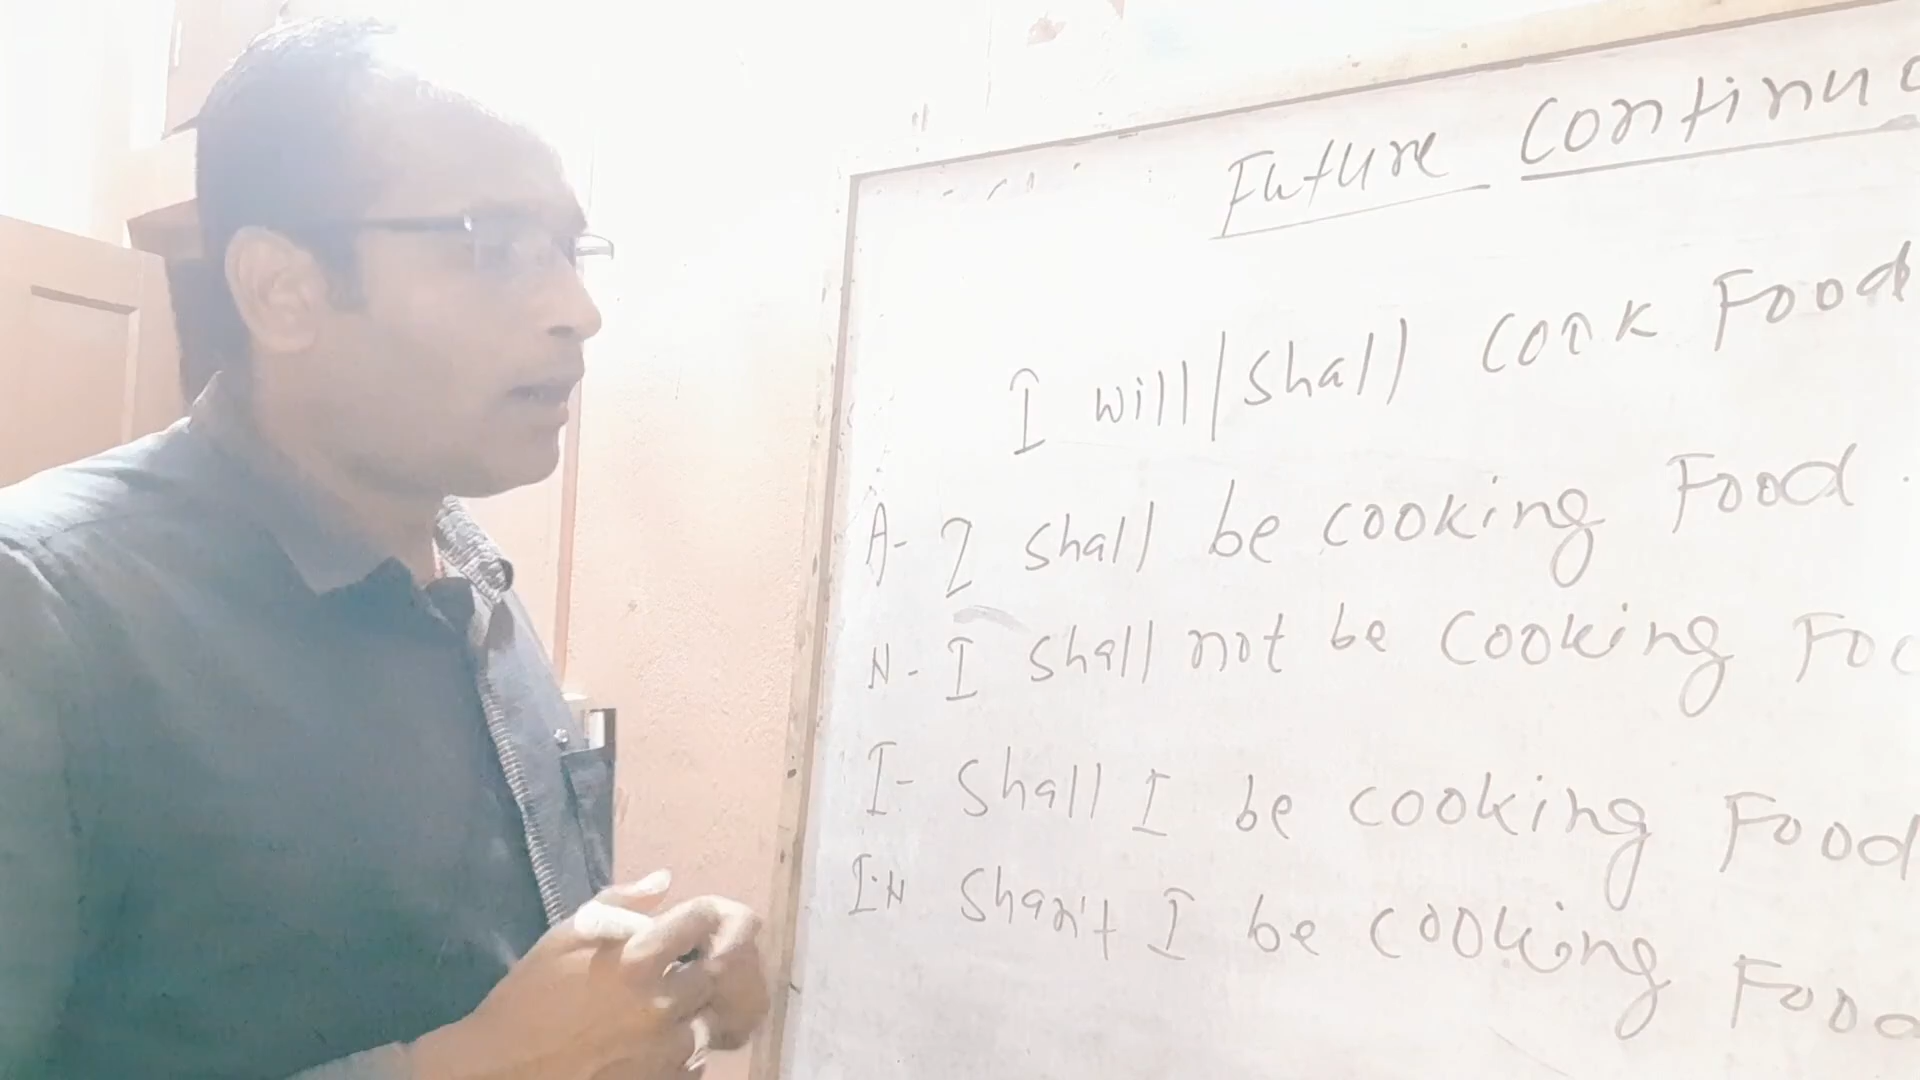 Future Continuo
I will/shall cook Food
A- I shall be cooking Food.
N- I shall not be cooking Foo
I- Shall I be cooking Food
I.N Shan't I be cooking Food